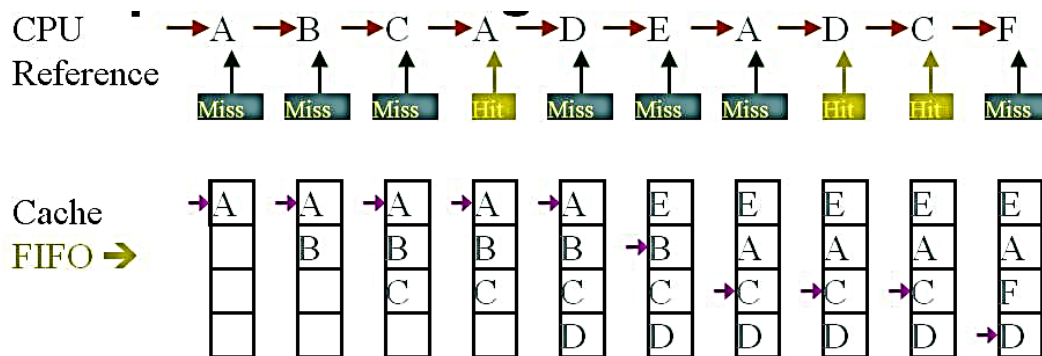 CPU A B C A D E A D C F
Reference
Miss Miss Miss Hit Miss Miss Miss Hit Hit Miss
Cache A A A A A E E E E E
FIFO B B B B B A A A A
C C C C C C C F
D D D D D D